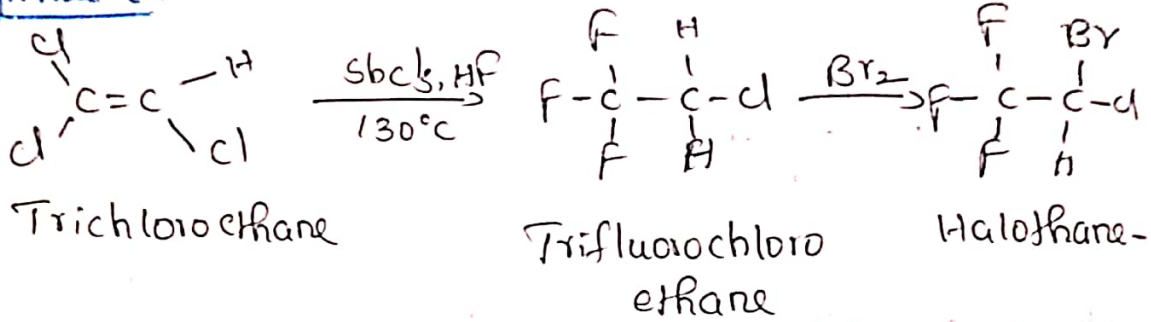 Cl
Cl
C=C
H
Cl
SbCl3, HF
130°C
F H
F-C-C-Cl
F H
Br2
F Br
F-C-C-Cl
F H
Trichloroethane
Trifluorochloro
ethane
Halothane-